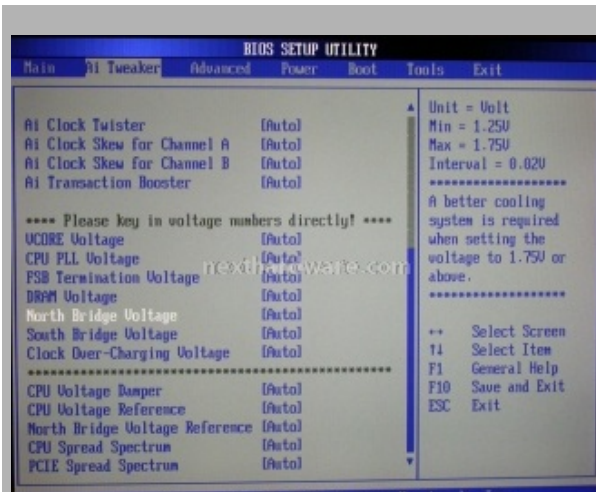 BIOS SETUP UTILITY
Main Ai Tweaker Advanced Power Boot Tools Exit
Ai Clock Twister [Auto]
Ai Clock Skew for Channel A [Auto]
Ai Clock Skew for Channel B [Auto]
Ai Transaction Booster [Auto]
**** Please key in voltage numbers directly! ****
VCORE Voltage [Auto]
CPU PLL Voltage [Auto]
FSB Termination Voltage [Auto]
DRAM Voltage [Auto]
North Bridge Voltage [Auto]
South Bridge Voltage [Auto]
Clock Over-Charging Voltage [Auto]
CPU Voltage Damper [Auto]
CPU Voltage Reference [Auto]
North Bridge Voltage Reference [Auto]
CPU Spread Spectrum [Auto]
PCIE Spread Spectrum [Auto]
Unit = Volt
Min = 1.25V
Max = 1.75V
Interval = 0.02V
*******************
A better cooling
system is required
when setting the
voltage to 1.75V or
above.
*******************
↔ Select Screen
↑↓ Select Item
F1 General Help
F10 Save and Exit
ESC Exit
nexthardware.com